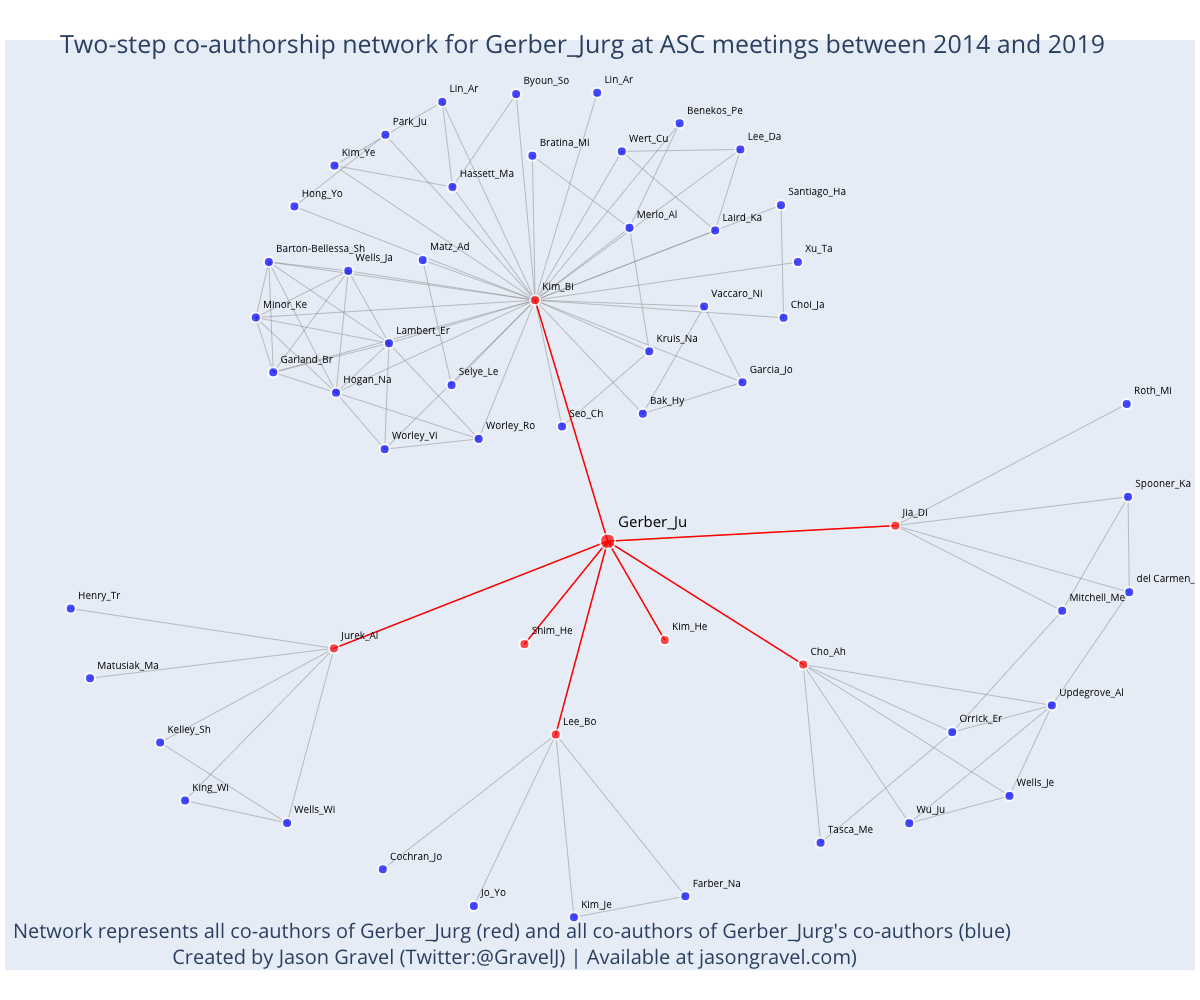 Two-step co-authorship network for Gerber_Jurg at ASC meetings between 2014 and 2019
Byoun_So
Lin_Ar
Lin_Ar
Benekos_Pe
Park_Ju
Lee_Da
Wert_Cu
Bratina_Mi
Kim_Ye
Hassett_Ma
Santiago_Ha
Hong_Yo
Merlo_Al
Laird_Ka
Matz_Ad
Barton-Bellessa_Sh
Xu_Ta
Wells_Ja
Kim_Bi
Vaccaro_Ni
Minor_Ke
Choi_Ja
Lambert_Er
Kruis_Na
Garland_Br
Selye_Le
Garcia_Jo
Hogan_Na
Roth_Mi
Bak_Hy
Seo_Ch
Worley_Ro
Worley_Vi
Spooner_Ka
Jia_Di
Gerber_Ju
del Carmen_
Henry_Tr
Mitchell_Me
Kim_He
Shim_He
Jurek_Al
Cho_Ah
Matusiak_Ma
Updegrove_Al
Orrick_Er
Lee_Bo
Kelley_Sh
Wells_Je
King_Wi
Wells_Wi
Wu_Ju
Tasca_Me
Cochran_Jo
Farber_Na
Jo_Yo
Kim_Je
Network represents all co-authors of Gerber_Jurg (red) and all co-authors of Gerber_Jurg's co-authors (blue)
Created by Jason Gravel (Twitter:@GravelJ) | Available at jasongravel.com)